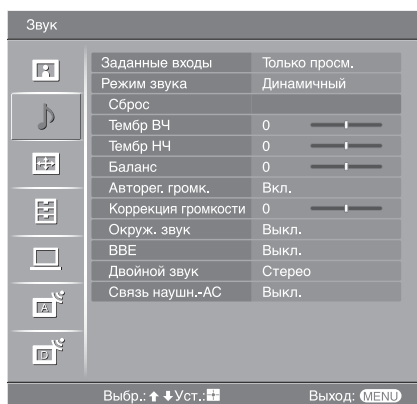 Звук
Заданные входы Только просм.
Режим звука Динамичный
Сброс
Тембр ВЧ 0
Тембр НЧ 0
Баланс 0
Авторег. громк. Вкл.
Коррекция громкости 0
Окруж. звук Выкл.
BBE Выкл.
Двойной звук Стерео
Связь наушн.-АС Выкл.
A
D
Выбр.: Уст.: Выход: MENU